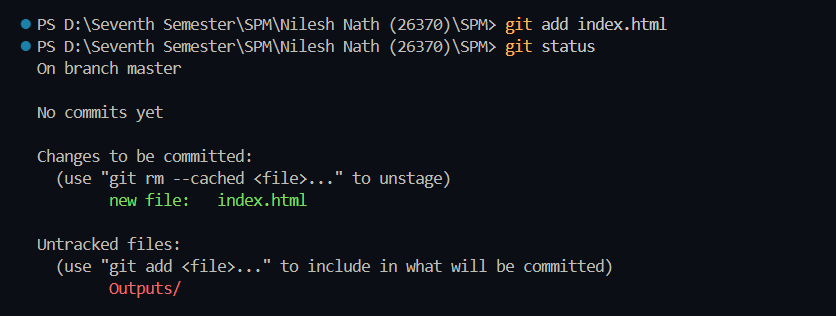 PS D:\Seventh Semester\SPM\Nilesh Nath (26370)\SPM> git add index.html
PS D:\Seventh Semester\SPM\Nilesh Nath (26370)\SPM> git status
On branch master

No commits yet

Changes to be committed:
  (use "git rm --cached <file>..." to unstage)
        new file:   index.html

Untracked files:
  (use "git add <file>..." to include in what will be committed)
        Outputs/